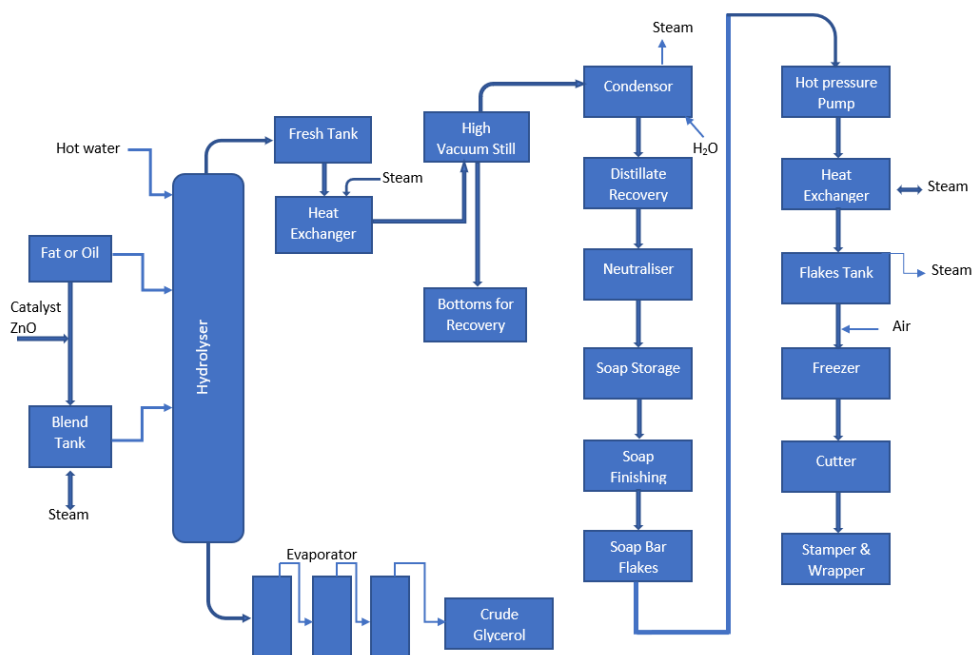 Hot water
Fat or Oil
Catalyst
ZnO
Blend
Tank
Steam
Hydrolyser
Fresh Tank
Steam
Heat
Exchanger
High
Vacuum Still
Bottoms for
Recovery
Evaporator
Crude
Glycerol
Steam
Condensor
H₂O
Distillate
Recovery
Neutraliser
Soap Storage
Soap
Finishing
Soap Bar
Flakes
Hot pressure
Pump
Heat
Exchanger
Steam
Flakes Tank
Steam
Air
Freezer
Cutter
Stamper &
Wrapper